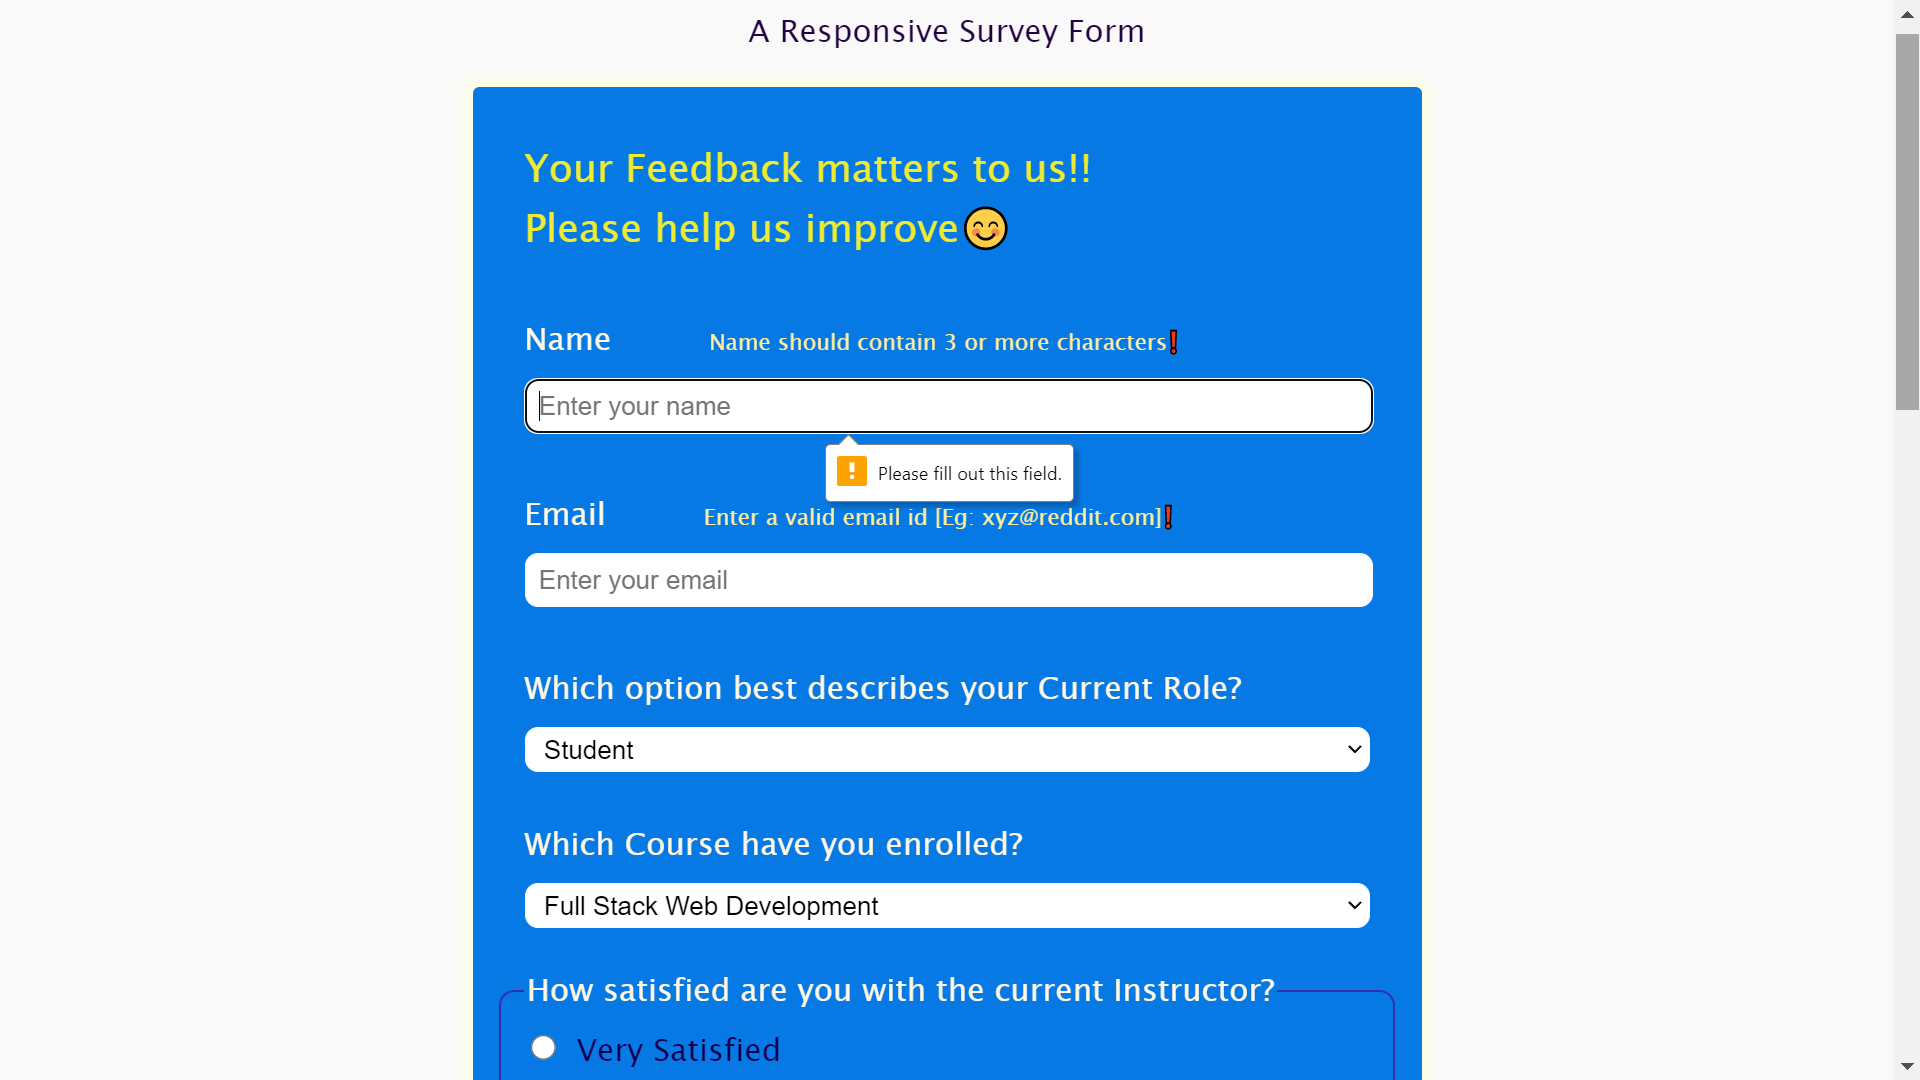 A Responsive Survey Form
Your Feedback matters to us!!
Please help us improve😊
Name
Name should contain 3 or more characters❗
Enter your name
Please fill out this field.
Email
Enter a valid email id [Eg: xyz@reddit.com]❗
Enter your email
Which option best describes your Current Role?
Student
Which Course have you enrolled?
Full Stack Web Development
How satisfied are you with the current Instructor?
Very Satisfied